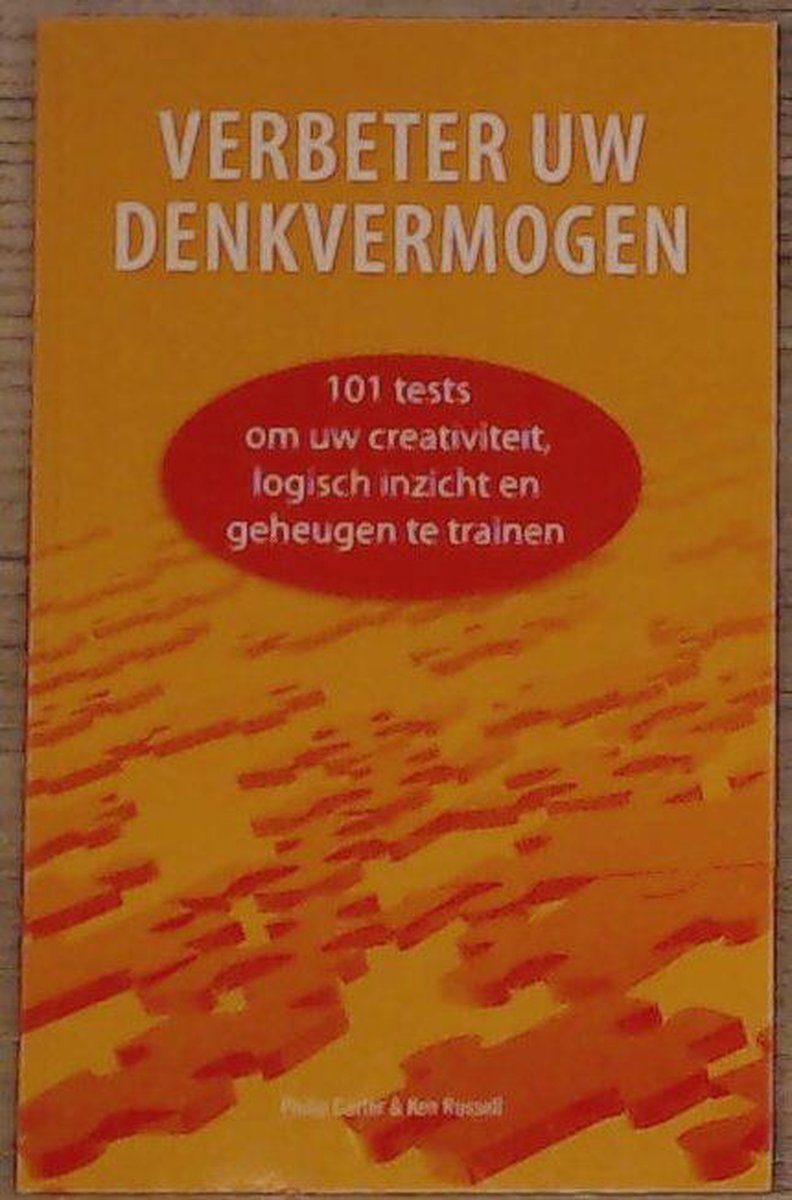 VERBETER UW
DENKVERMOGEN
101 tests
om uw creativiteit,
logisch inzicht en
geheugen te trainen
Philip Carter & Ken Russell